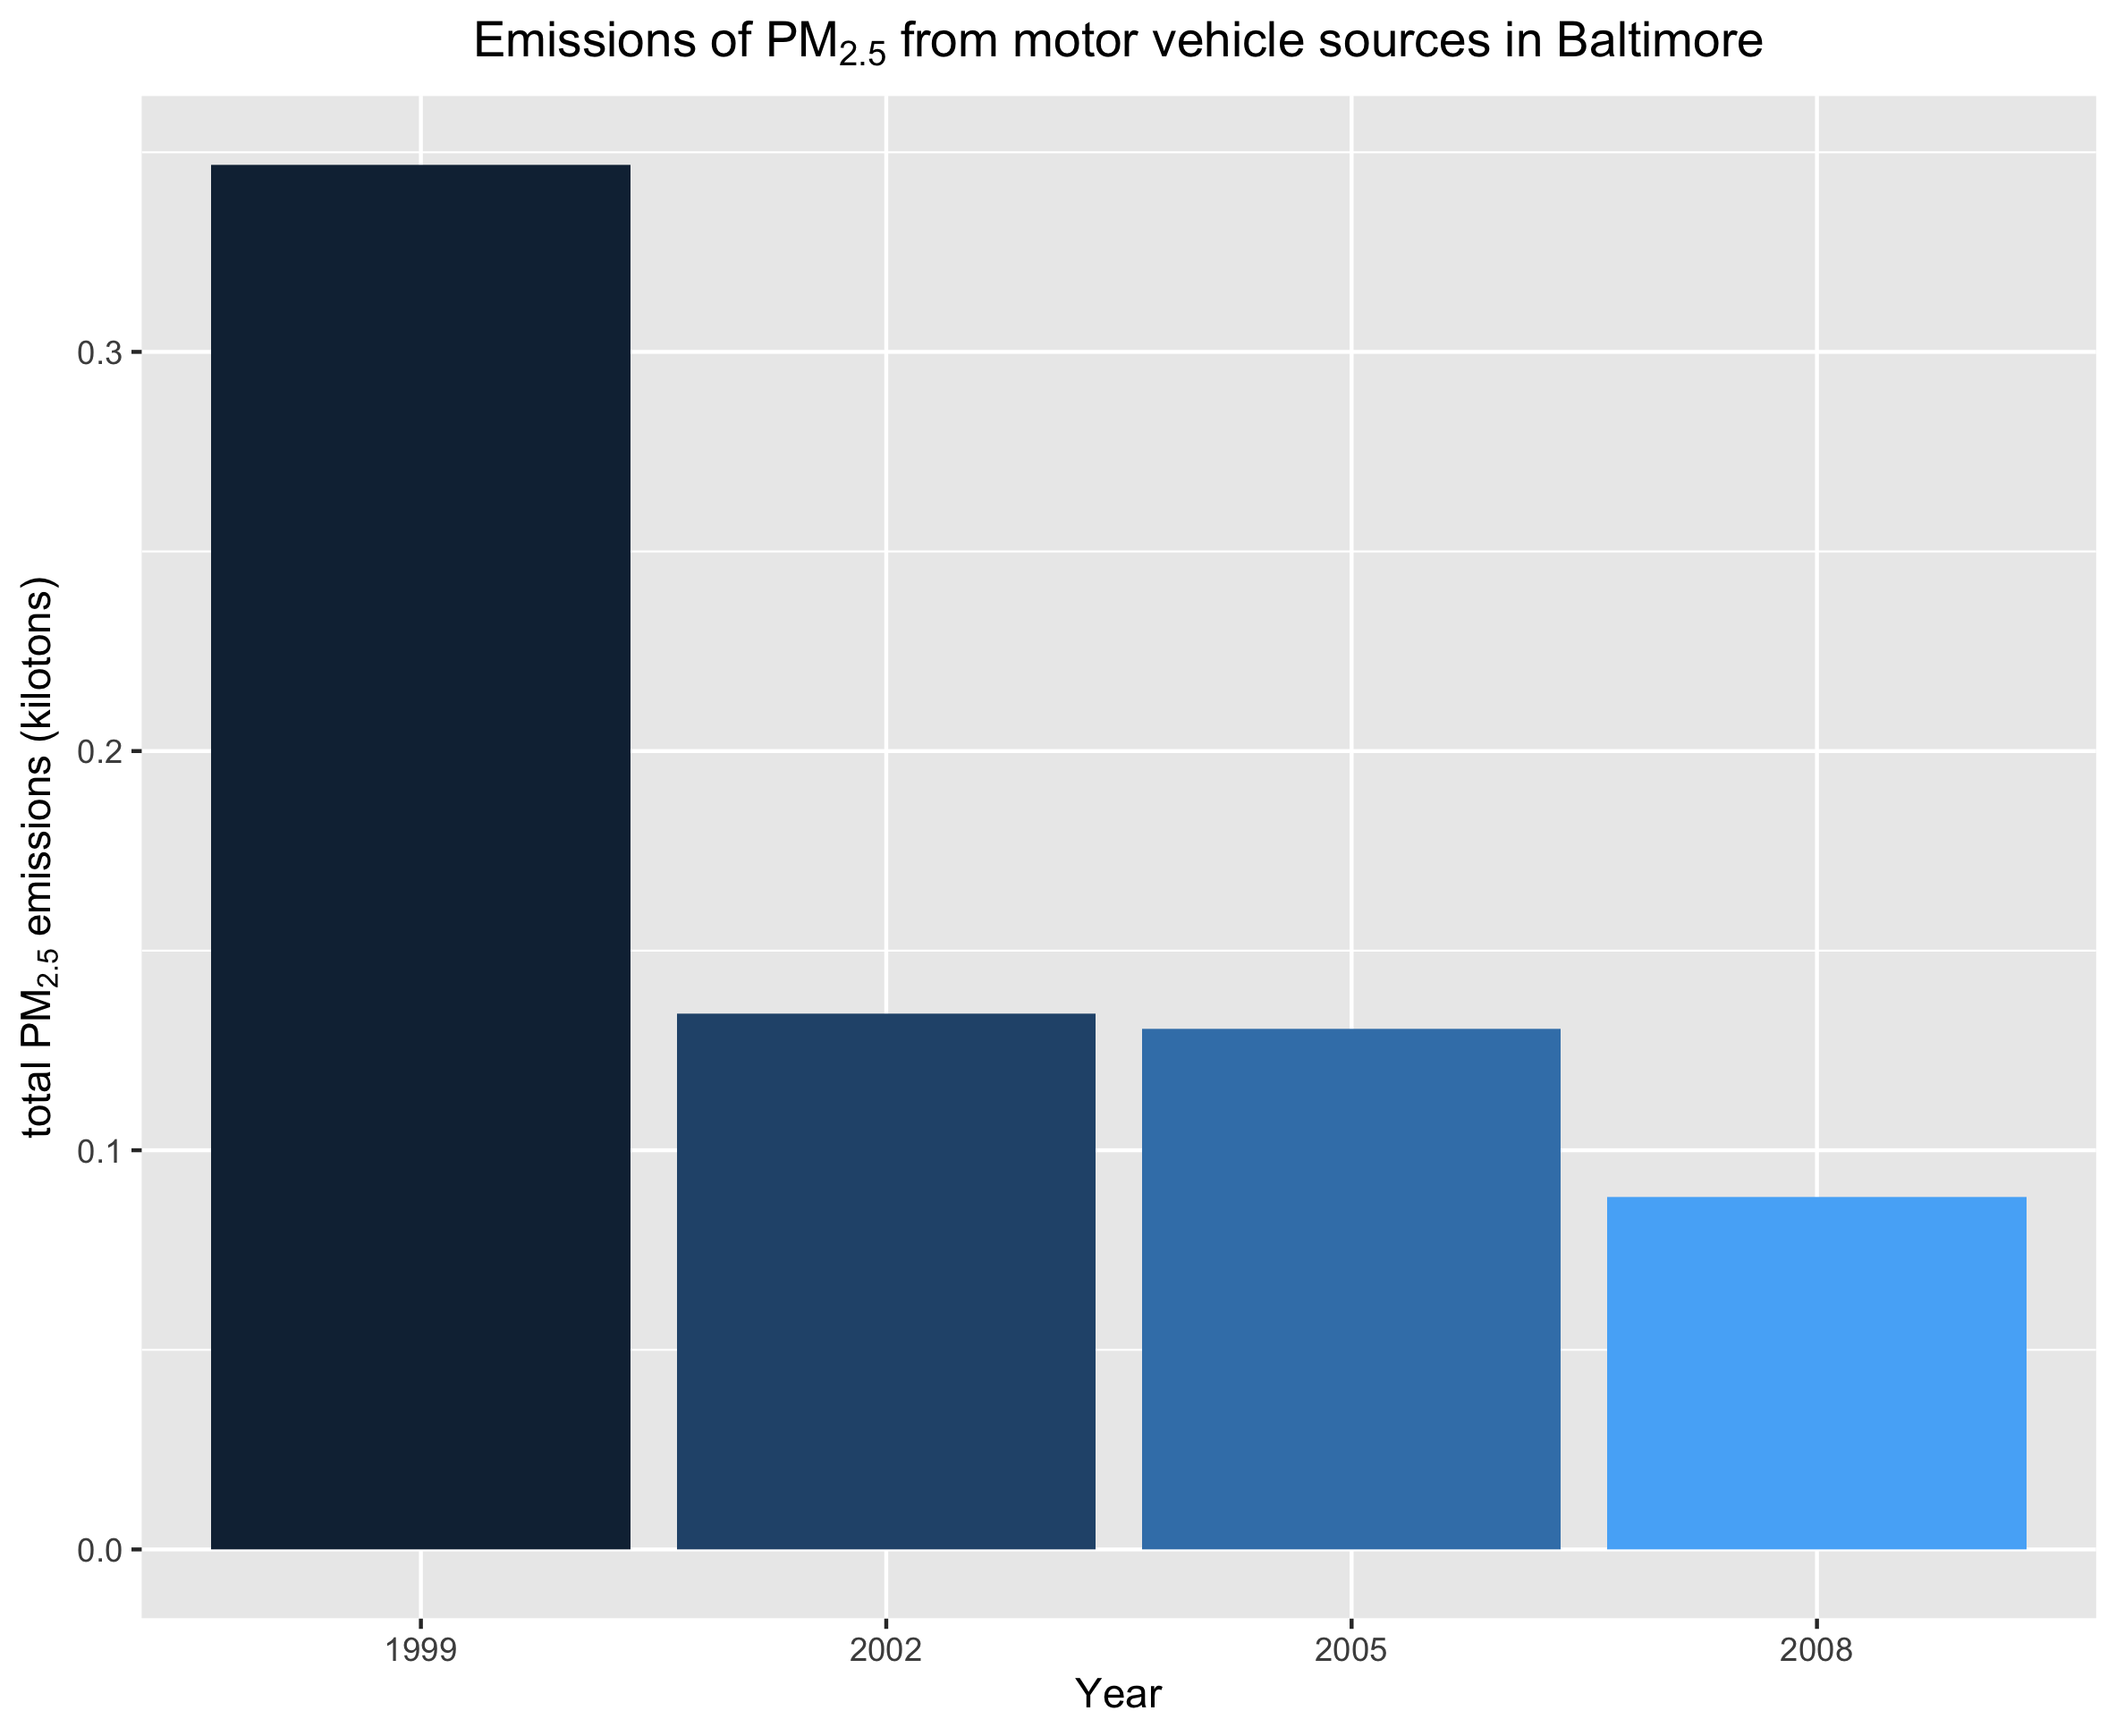 Emissions of PM2.5 from motor vehicle sources in Baltimore
total PM2.5 emissions (kilotons)
0.3
0.2
0.1
0.0
1999 2002 2005 2008
Year